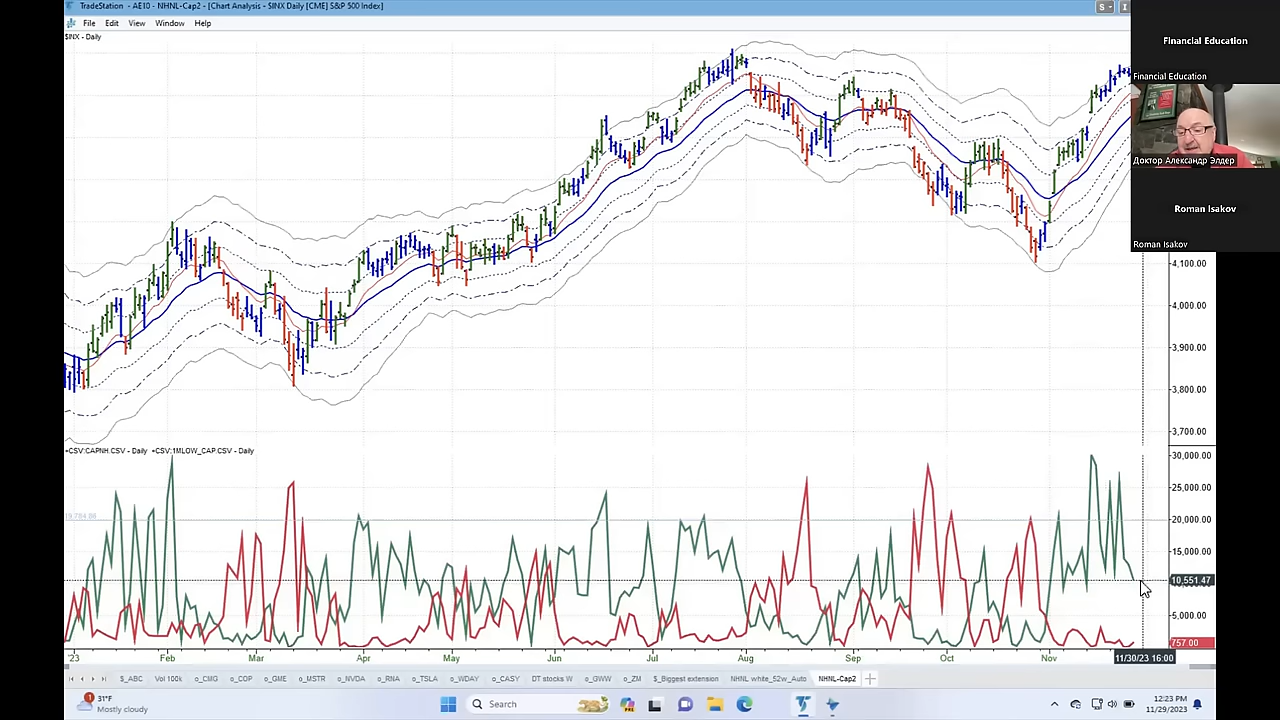 TradeStation - AE10 - NHNL-Cap2 - [Chart Analysis - $INX Daily [CME] S&P 500 Index]
File Edit View Window Help
$INX - Daily
Financial Education
Financial Education
Доктор Александр Элдер
Roman Isakov
Roman Isakov
4,100.00
4,000.00
3,900.00
3,800.00
3,700.00
+CSV:CAPNH.CSV - Daily +CSV:1MLOW_CAP.CSV - Daily
30,000.00
25,000.00
19,784.86
20,000.00
15,000.00
10,551.47
5,000.00
757.00
'23 Feb Mar Apr May Jun Jul Aug Sep Oct Nov 11/30/23 16:00
$_ABC Vol 100k o_CMG o_COP o_GME o_MSTR o_NVDA o_RNA o_TSLA o_WDAY o_CASY DT stocks W o_GWW o_ZM $_Biggest extension NHNL white_52w_Auto NHNL-Cap2
1
31°F
Mostly cloudy
Search
12:23 PM
11/29/2023